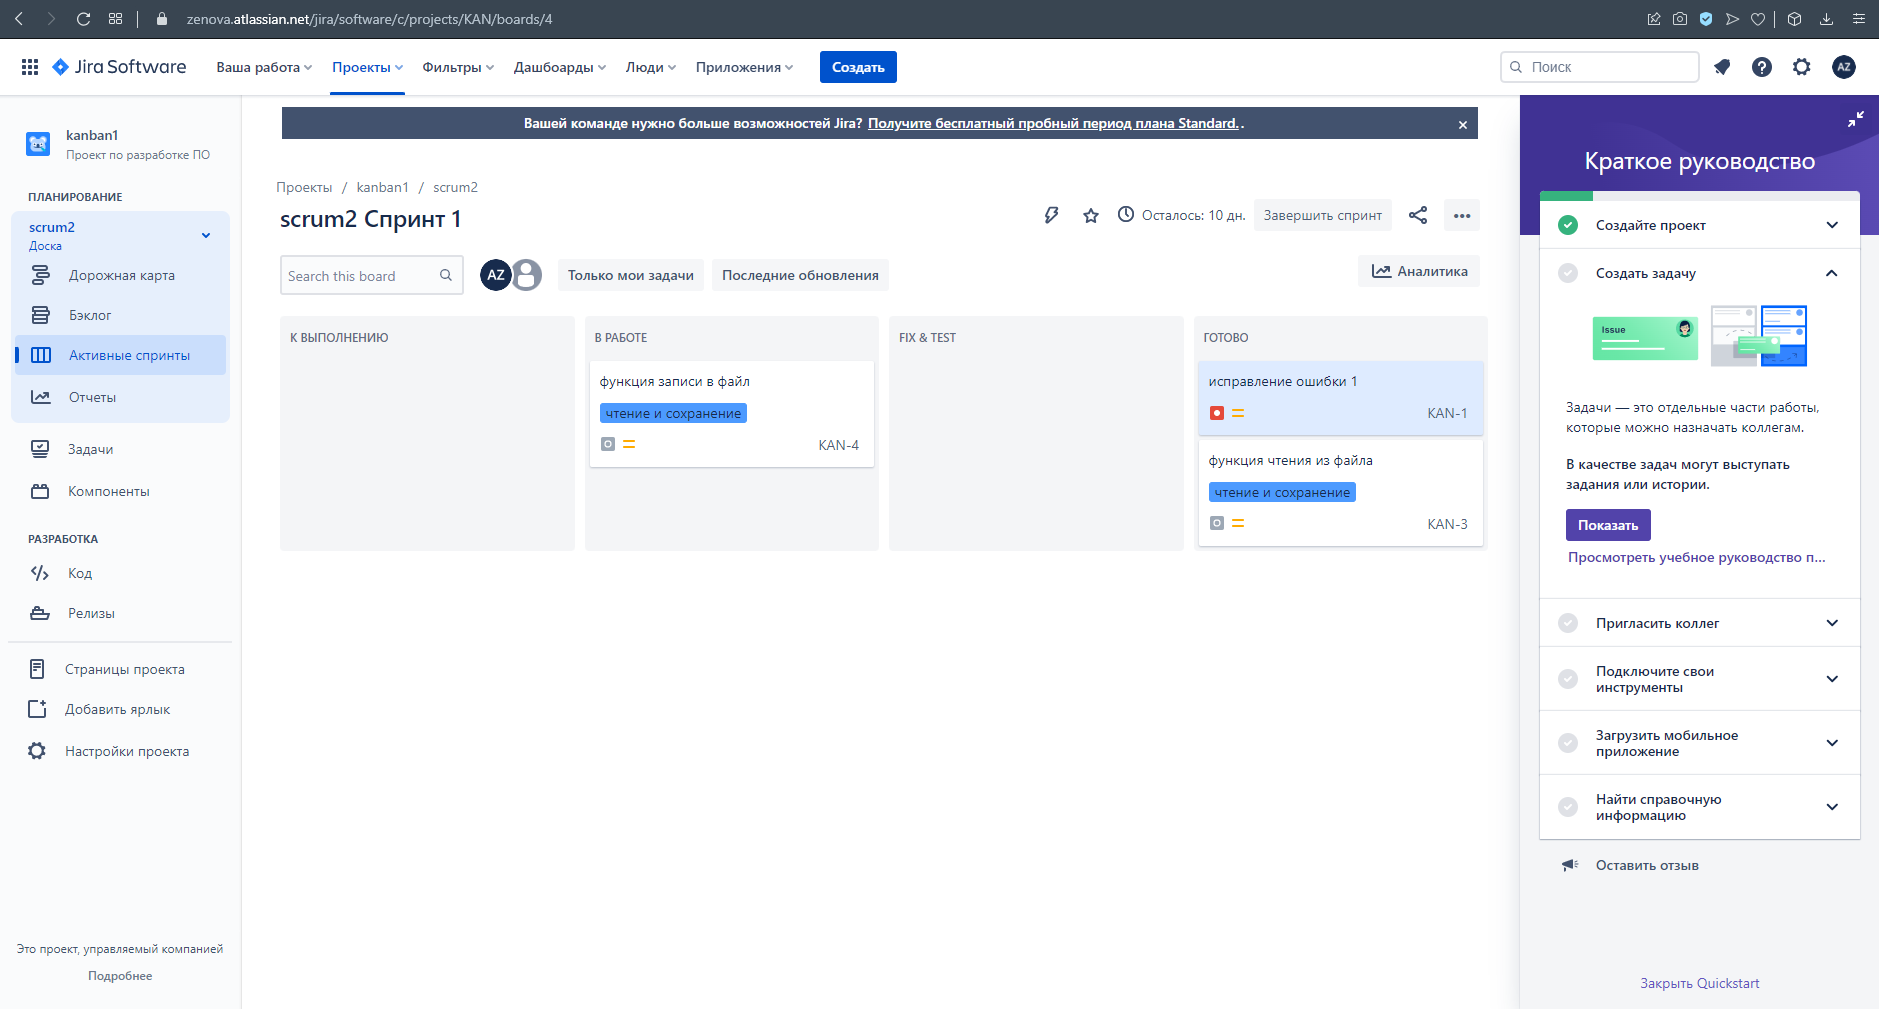 zenova.atlassian.net/jira/software/c/projects/KAN/boards/4
Jira Software
Ваша работа
Проекты
Фильтры
Дашборды
Люди
Приложения
Создать
Поиск
AZ
kanban1
Проект по разработке ПО
ПЛАНИРОВАНИЕ
scrum2
Доска
Дорожная карта
Бэклог
Активные спринты
Отчеты
Задачи
Компоненты
РАЗРАБОТКА
Код
Релизы
Страницы проекта
Добавить ярлык
Настройки проекта
Это проект, управляемый компанией
Подробнее
Вашей команде нужно больше возможностей Jira? Получите бесплатный пробный период плана Standard. .
Проекты / kanban1 / scrum2
scrum2 Спринт 1
Осталось: 10 дн.
Завершить спринт
Search this board
AZ
Только мои задачи
Последние обновления
Аналитика
К ВЫПОЛНЕНИЮ
В РАБОТЕ
функция записи в файл
чтение и сохранение
KAN-4
FIX & TEST
ГОТОВО
исправление ошибки 1
KAN-1
функция чтения из файла
чтение и сохранение
KAN-3
Краткое руководство
Создайте проект
Создать задачу
Issue
Задачи — это отдельные части работы,
которые можно назначать коллегам.
В качестве задач могут выступать
задания или истории.
Показать
Просмотреть учебное руководство п...
Пригласить коллег
Подключите свои
инструменты
Загрузить мобильное
приложение
Найти справочную
информацию
Оставить отзыв
Закрыть Quickstart